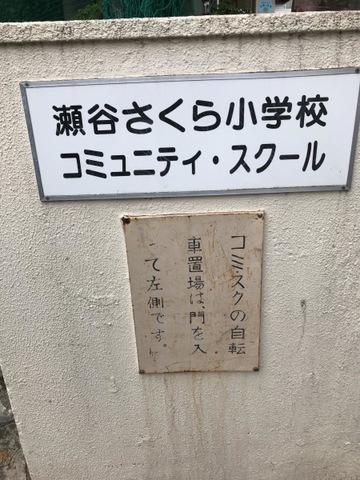 瀬谷さくら小学校
コミュニティ・スクール
コミスクの自転
車置場は、門を入
って左側です。